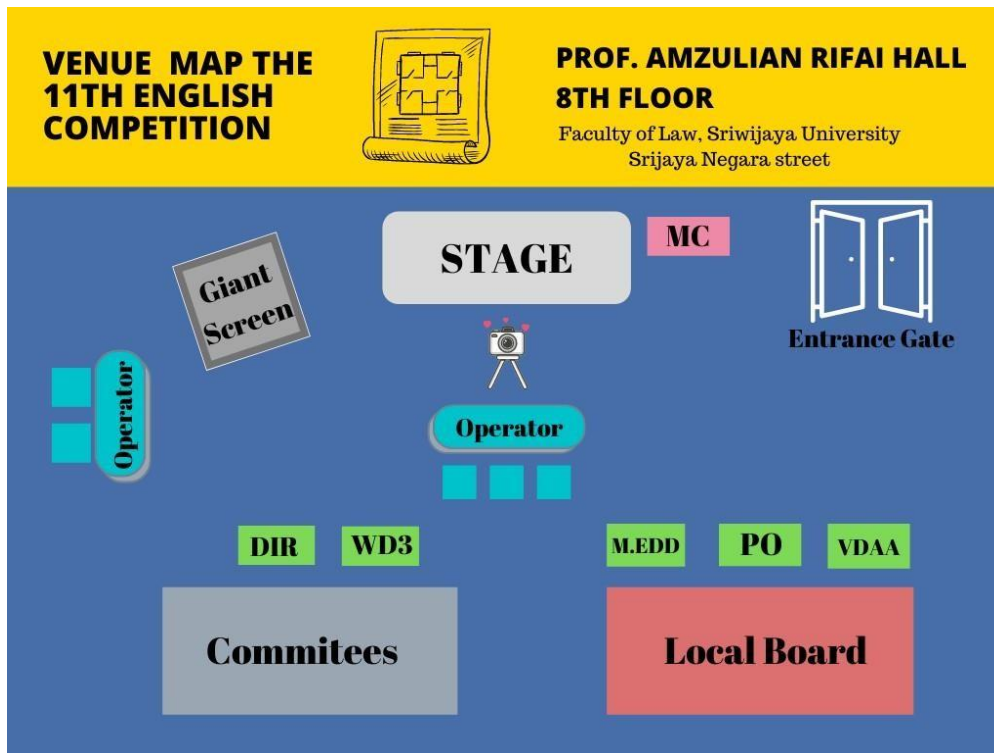 VENUE MAP THE
11TH ENGLISH
COMPETITION
PROF. AMZULIAN RIFAI HALL
8TH FLOOR
Faculty of Law, Sriwijaya University
Srijaya Negara street
STAGE
MC
Giant
Screen
Entrance Gate
Operator
Operator
DIR
WD3
M.EDD
PO
VDAA
Commitees
Local Board